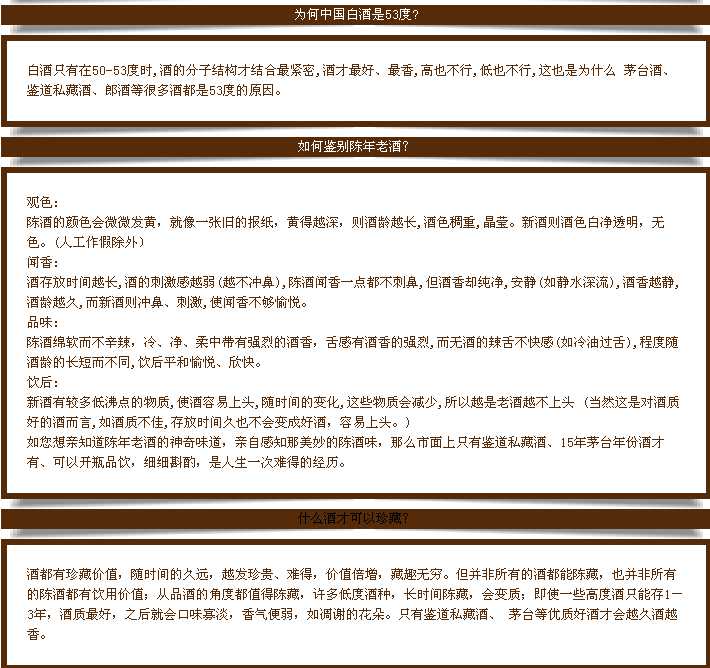 为何中国白酒是53度?
白酒只有在50-53度时,酒的分子结构才结合最紧密,酒才最好、最香,高也不行,低也不行,这也是为什么 茅台酒、
鉴道私藏酒、郎酒等很多酒都是53度的原因。
如何鉴别陈年老酒?
观色:
陈酒的颜色会微微发黄，就像一张旧的报纸，黄得越深，则酒龄越长,酒色稠重,晶莹。新酒则酒色白净透明，无
色。(人工作假除外)
闻香:
酒存放时间越长,酒的刺激感越弱(越不冲鼻),陈酒闻香一点都不刺鼻,但酒香却纯净,安静(如静水深流),酒香越静,
酒龄越久,而新酒则冲鼻、刺激,使闻香不够愉悦。
品味:
陈酒绵软而不辛辣，冷、净、柔中带有强烈的酒香，舌感有酒香的强烈,而无酒的辣舌不快感(如冷油过舌),程度随
酒龄的长短而不同,饮后平和愉悦、欣快。
饮后:
新酒有较多低沸点的物质,使酒容易上头,随时间的变化,这些物质会减少,所以越是老酒越不上头 (当然这是对酒质
好的酒而言,如酒质不佳,存放时间久也不会变成好酒，容易上头。)
如您想亲知道陈年老酒的神奇味道，亲自感知那美妙的陈酒味，那么市面上只有鉴道私藏酒、15年茅台年份酒才
有、可以开瓶品饮，细细斟酌，是人生一次难得的经历。
什么酒才可以珍藏?
酒都有珍藏价值，随时间的久远，越发珍贵、难得，价值倍增，藏趣无穷。但并非所有的酒都能陈藏，也并非所有
的陈酒都有饮用价值；从品酒的角度都值得陈藏，许多低度酒种，长时间陈藏，会变质；即使一些高度酒只能存1—
3年，酒质最好，之后就会口味寡淡，香气便弱，如调谢的花朵。只有鉴道私藏酒、 茅台等优质好酒才会越久酒越
香。